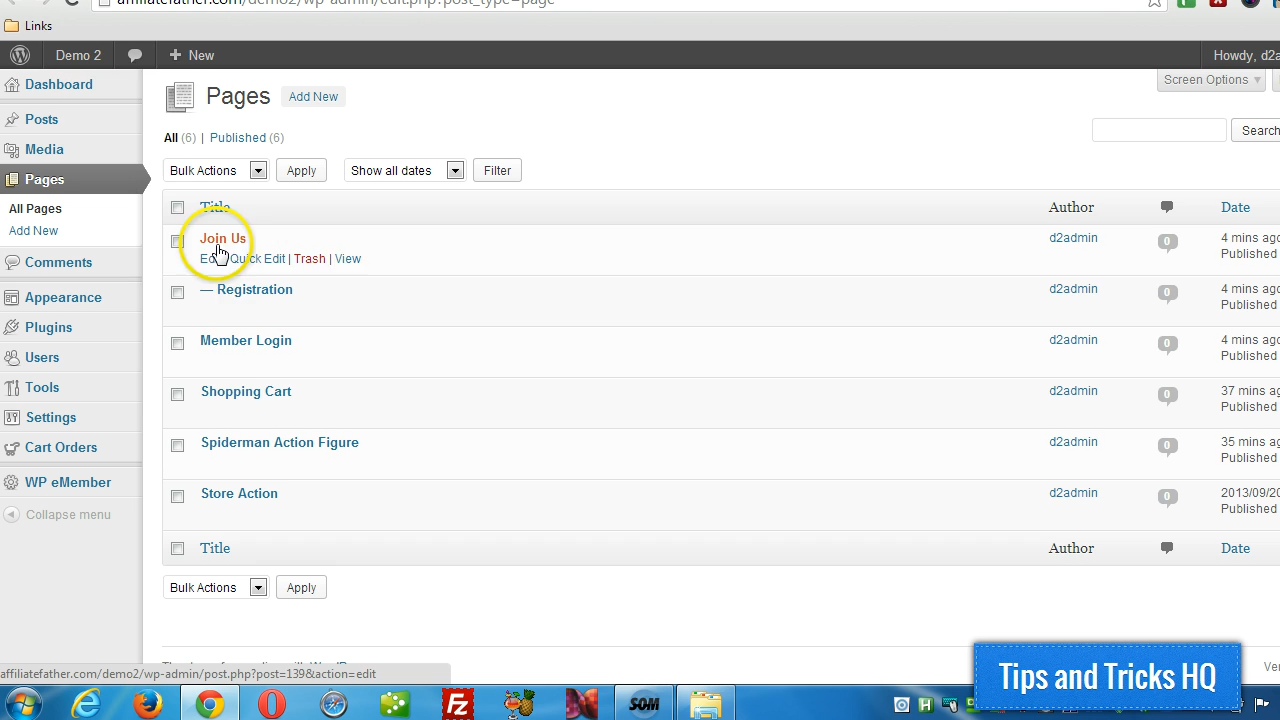 affiliatefather.com/demo2/wp-admin/edit.php?post_type=page
Links
Demo 2
New
Howdy, d2a
Dashboard
Posts
Media
Pages
All Pages
Add New
Comments
Appearance
Plugins
Users
Tools
Settings
Cart Orders
WP eMember
Collapse menu
Pages Add New
Screen Options
All (6) | Published (6)
Search
Bulk Actions Apply Show all dates Filter
Title Author Date
Join Us d2admin 0 4 mins ago
Edit Quick Edit | Trash | View Published
— Registration d2admin 0 4 mins ago
Published
Member Login d2admin 0 4 mins ago
Published
Shopping Cart d2admin 0 37 mins ag
Published
Spiderman Action Figure d2admin 0 35 mins ag
Published
Store Action d2admin 0 2013/09/20
Published
Title Author Date
Bulk Actions Apply
Ver
affiliatefather.com/demo2/wp-admin/post.php?post=139&action=edit
Tips and Tricks HQ
SOM